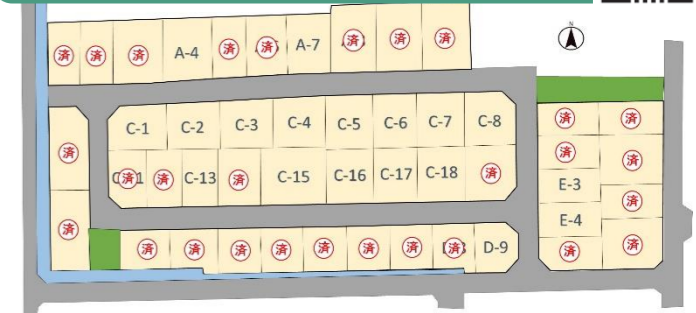 N
済 済 済 A-4 済 済 A-7 済 済 済
C-1 C-2 C-3 C-4 C-5 C-6 C-7 C-8
済 済 済 C-13 済 C-15 C-16 C-17 C-18 済
済
済 済 済 済 済 済 済 済 D-9
済 済
済 済
E-3
済
E-4
済 済